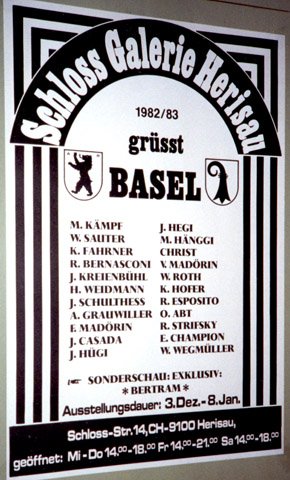 Schloss Galerie Herisau
1982/83
grüsst
BASEL
M. KÄMPF
W. SAUTER
K. FAHRNER
R. BERNASCONI
J. KREIENBÜHL
H. WEIDMANN
J. SCHULTHESS
A. GRAUWILLER
F. MADÖRIN
J. CASADA
J. HÜGI
J. HEGI
M. HÄNGGI
CHRIST
V. MADÖRIN
W. ROTH
K. HOFER
R. ESPOSITO
O. ABT
R. STRIFSKY
E. CHAMPION
W. WEGMÜLLER
☞ SONDERSCHAU: EXKLUSIV:
* BERTRAM *
Ausstellungsdauer: 3.Dez.-8.Jan.
Schloss-Str.14,CH-9100 Herisau,
geöffnet: Mi-Do 14.00-18.00 Fr 14.00-21.00 Sa 14.00-18.00